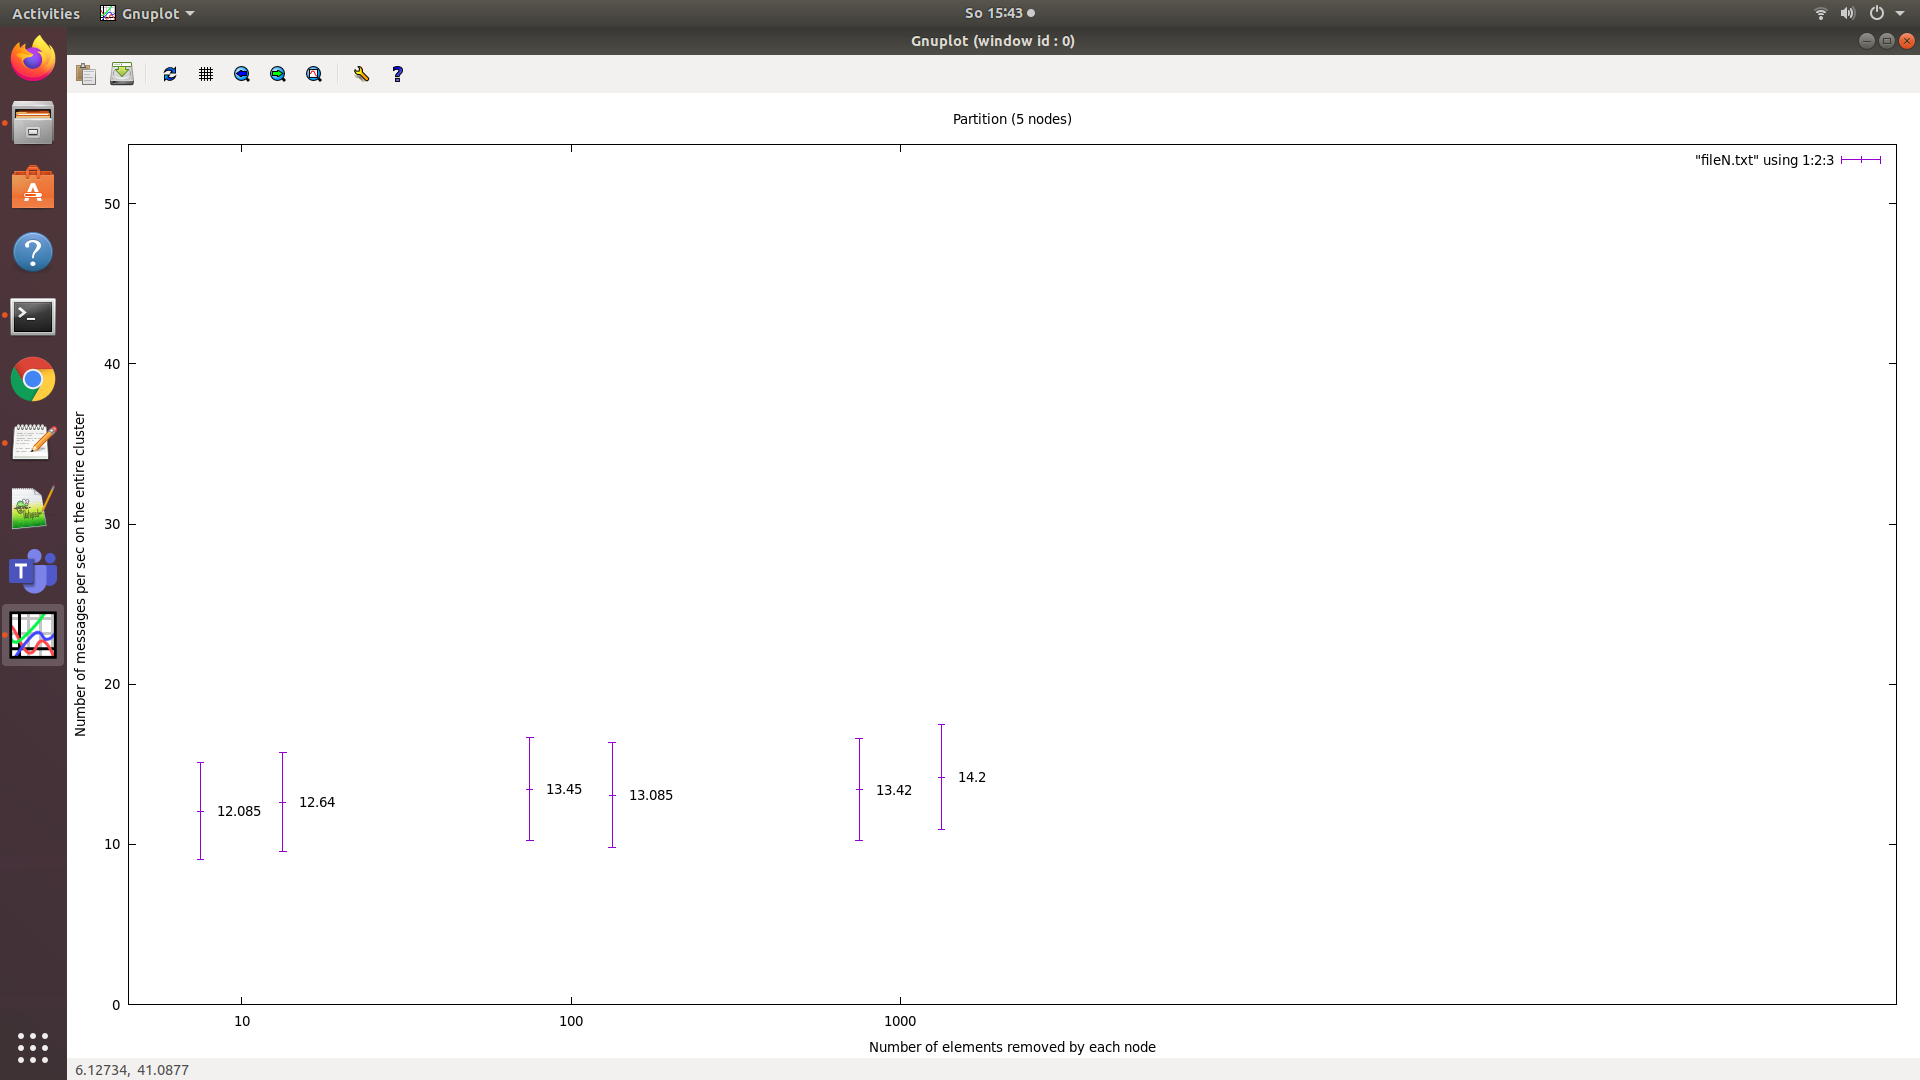 Activities
Gnuplot
So 15:43
Gnuplot (window id : 0)
Partition (5 nodes)
"fileN.txt" using 1:2:3
50
40
30
20
10
0
Number of messages per sec on the entire cluster
12.085
12.64
13.45
13.085
13.42
14.2
10
100
1000
Number of elements removed by each node
6.12734, 41.0877